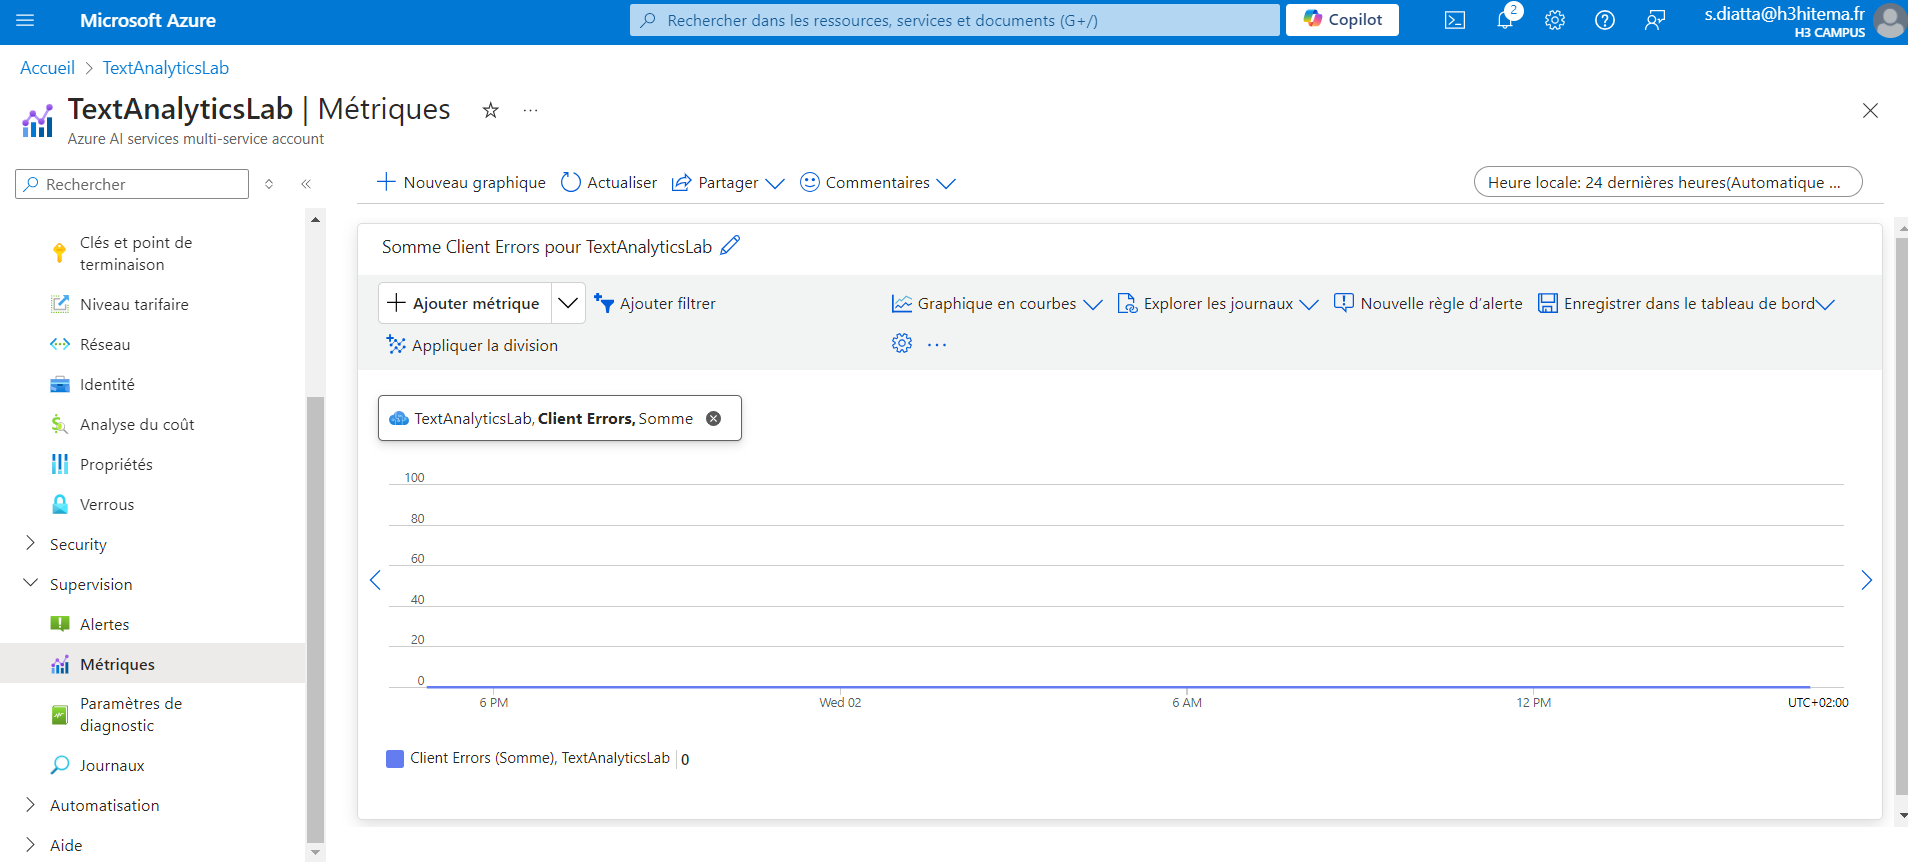 Microsoft Azure
Rechercher dans les ressources, services et documents (G+/)
Copilot
2
s.diatta@h3hitema.fr
H3 CAMPUS
Accueil > TextAnalyticsLab
TextAnalyticsLab | Métriques
Azure AI services multi-service account
Rechercher
Nouveau graphique
Actualiser
Partager
Commentaires
Heure locale: 24 dernières heures(Automatique ...
Clés et point de
terminaison
Niveau tarifaire
Réseau
Identité
Analyse du coût
Propriétés
Verrous
Security
Supervision
Alertes
Métriques
Paramètres de
diagnostic
Journaux
Automatisation
Aide
Somme Client Errors pour TextAnalyticsLab
Ajouter métrique
Ajouter filtrer
Graphique en courbes
Explorer les journaux
Nouvelle règle d'alerte
Enregistrer dans le tableau de bord
Appliquer la division
TextAnalyticsLab, Client Errors, Somme
100
80
60
40
20
0
6 PM
Wed 02
6 AM
12 PM
UTC+02:00
Client Errors (Somme), TextAnalyticsLab
0